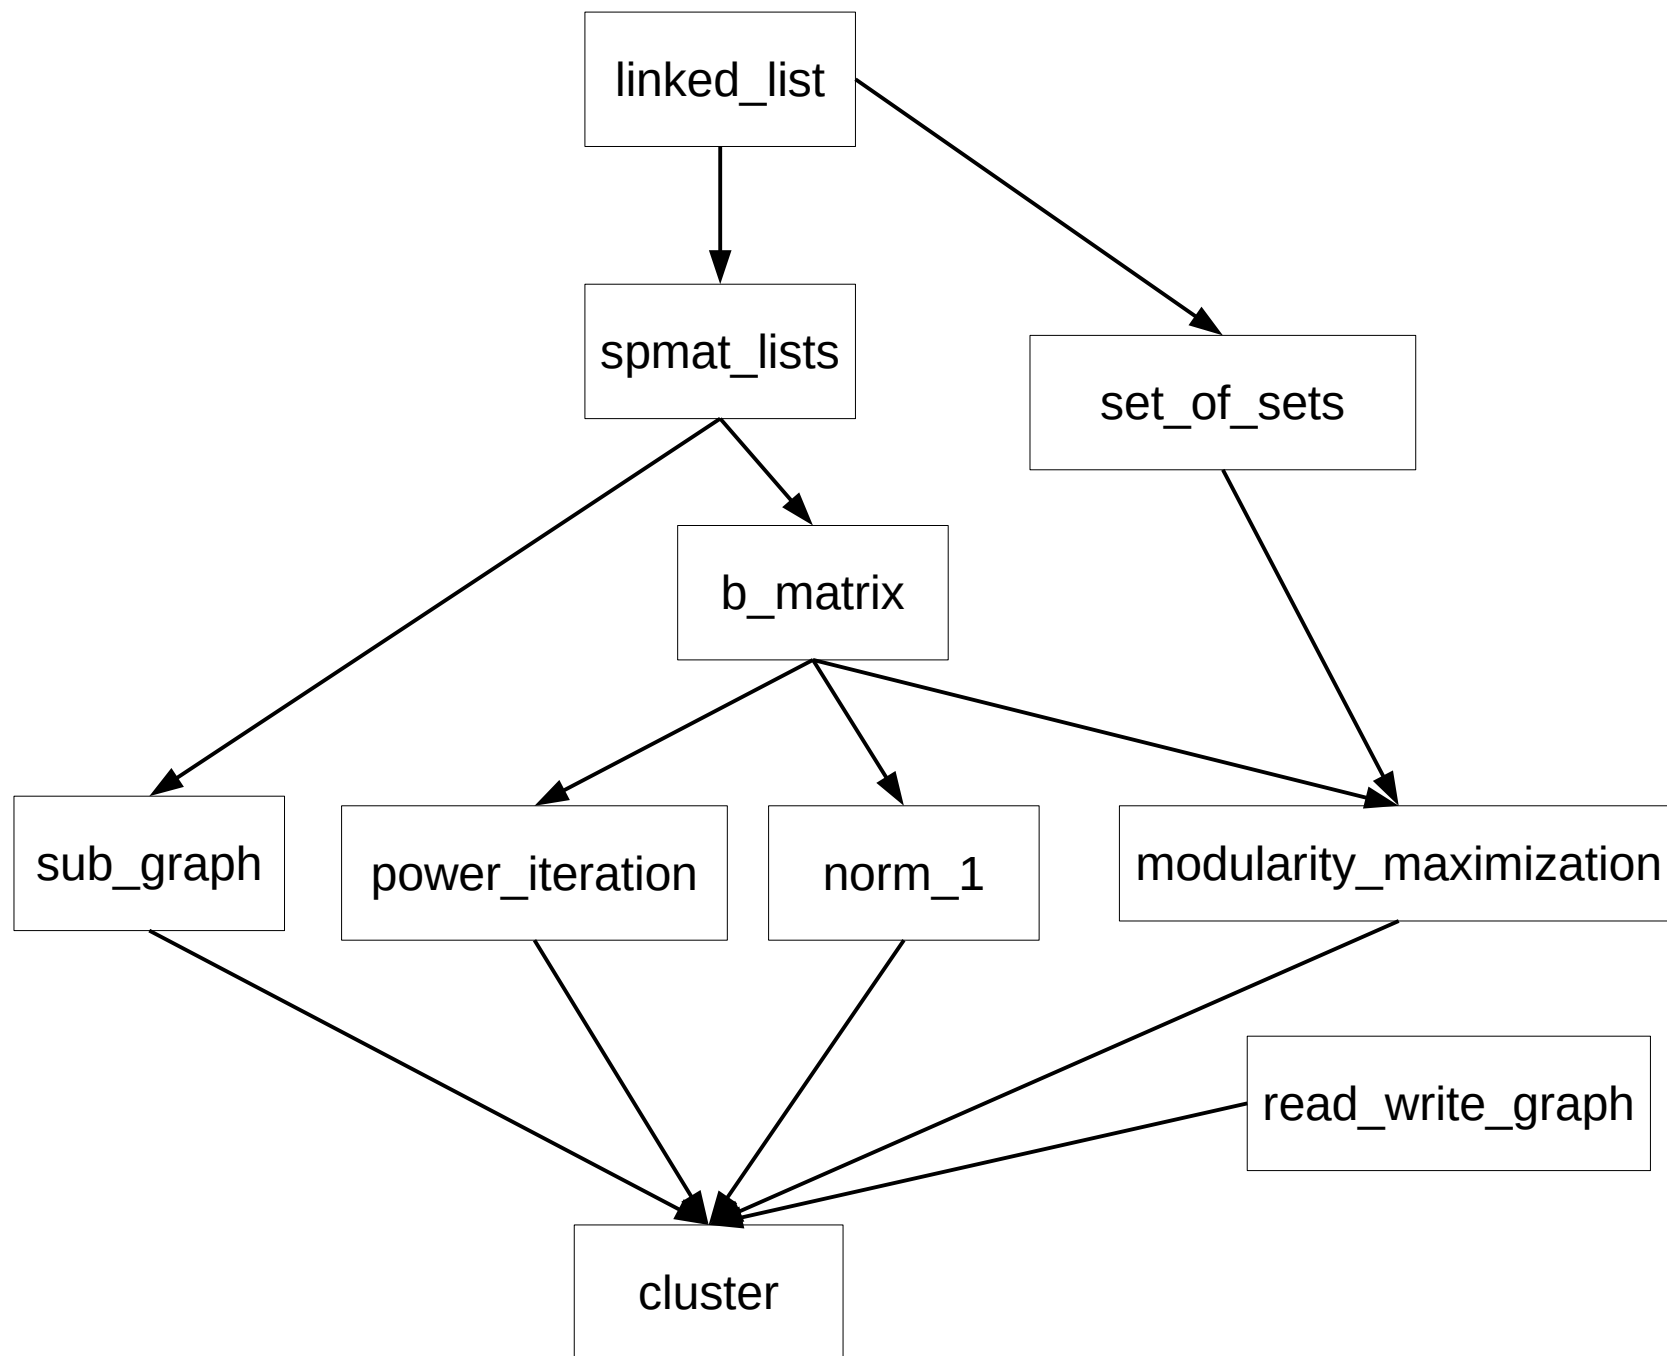 linked_list
spmat_lists
set_of_sets
b_matrix
sub_graph
power_iteration
norm_1
modularity_maximization
read_write_graph
cluster